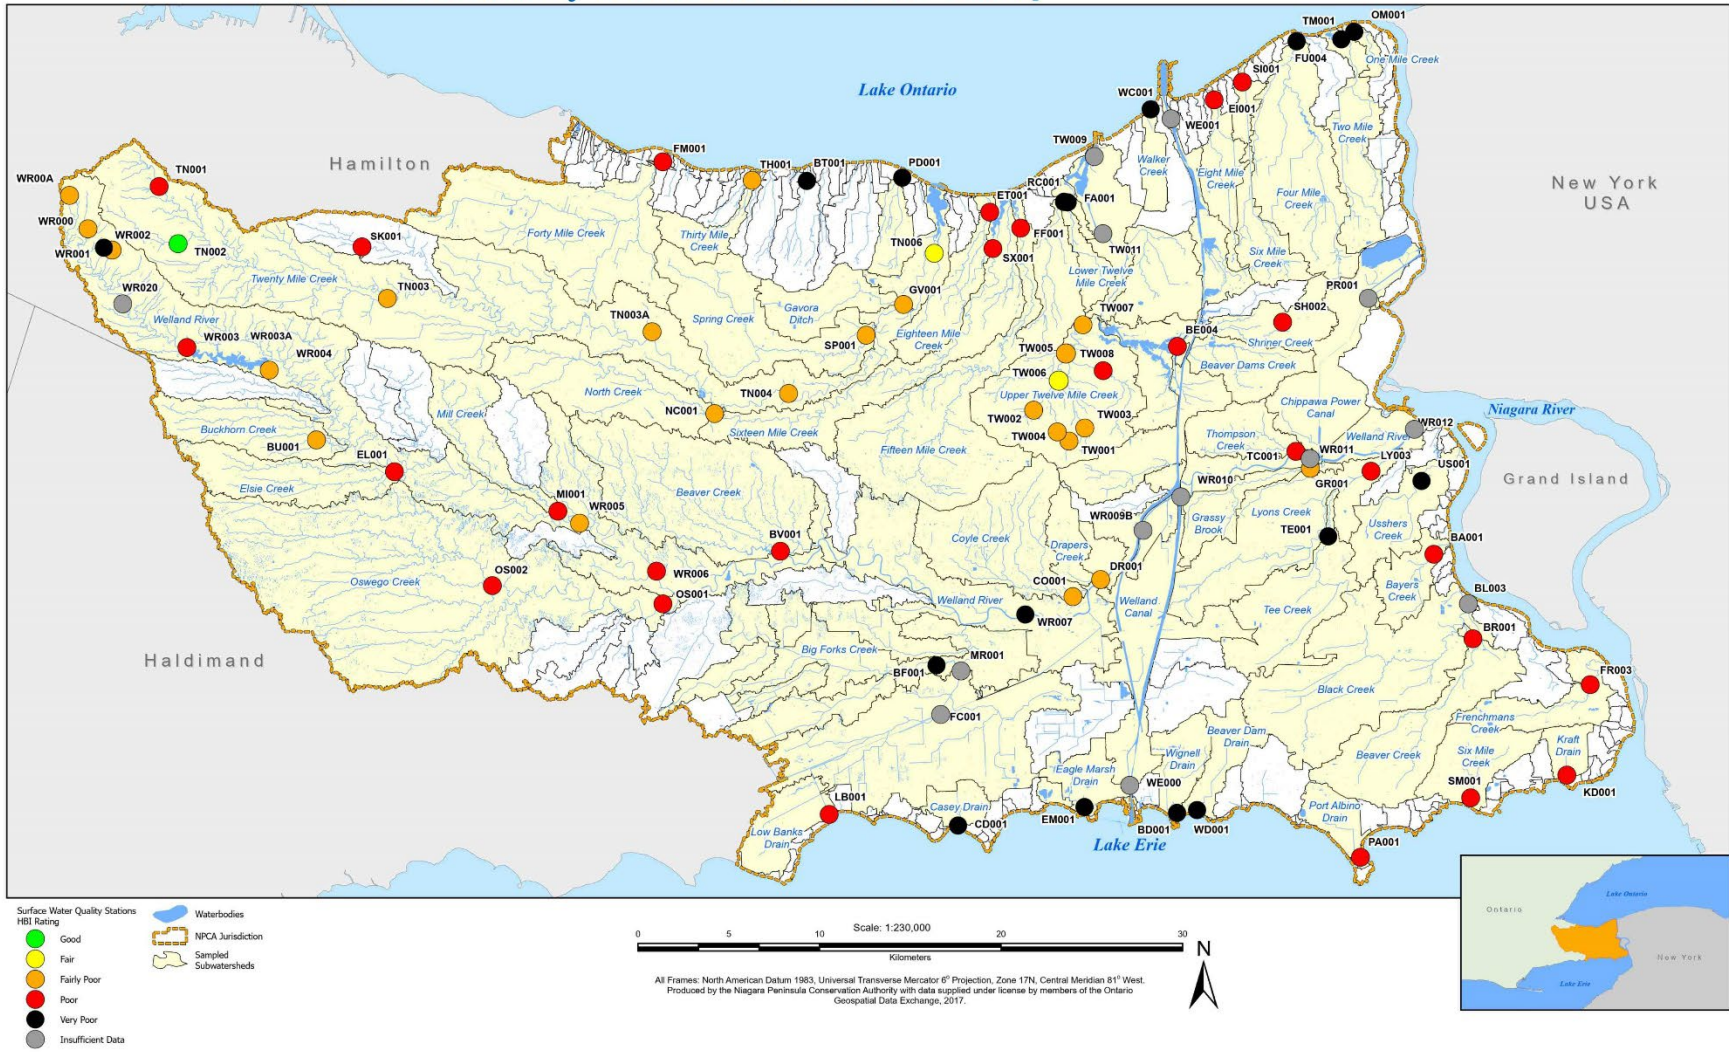 TM001
OM001
FU004
One Mile Creek
SI001
Lake Ontario
WC001
EI001
WE001
Two Mile
Creek
TW009
Hamilton
FM001
TH001
BT001
PD001
Walker
Creek
Eight Mile
Creek
TN001
WR00A
RC001
ET001
FA001
Four Mile
Creek
New York
USA
WR000
WR002
WR001
TN002
SK001
Forty Mile Creek
Thirty Mile
Creek
TN006
FF001
SX001
TW011
Six Mile
Creek
Twenty Mile Creek
Lower Twelve
Mile Creek
WR020
TN003
GV001
PR001
Welland River
TN003A
Spring Creek
Gavora
Ditch
TW007
SH002
WR003
WR003A
WR004
SP001
Eighteen Mile
Creek
BE004
Shriner Creek
TW005
TW008
Beaver Dams Creek
TW006
North Creek
TN004
Upper Twelve Mile Creek
Mill Creek
NC001
TW002
TW003
Chippawa Power
Canal
Niagara River
Buckhorn Creek
Sixteen Mile Creek
TW004
TW001
WR012
BU001
Fifteen Mile Creek
Thompson
Creek
Welland River
EL001
TC001
WR011
LY003
Elsie Creek
WR010
GR001
US001
Grand Island
Beaver Creek
MI001
WR005
WR009B
Grassy
Brook
Lyons Creek
Usshers
Creek
Coyle Creek
Drapers
Creek
TE001
BV001
BA001
Oswego Creek
OS002
WR006
DR001
CO001
Bayers
Creek
BL003
OS001
Welland River
Welland
Canal
Tee Creek
WR007
BR001
Haldimand
Big Forks Creek
MR001
BF001
FR003
Black Creek
FC001
Frenchmans
Creek
Beaver Dam
Drain
Wignell
Drain
Beaver Creek
Six Mile
Creek
Kraft
Drain
Eagle Marsh
Drain
WE000
SM001
KD001
LB001
Casey Drain
EM001
BD001
WD001
Port Albino
Drain
Low Banks
Drain
CD001
Lake Erie
PA001
Surface Water Quality Stations
HBI Rating
Good
Fair
Fairly Poor
Poor
Very Poor
Insufficient Data
Waterbodies
NPCA Jurisdiction
Sampled
Subwatersheds
Scale: 1:230,000
0 5 10 20 30
Kilometers
All Frames: North American Datum 1983, Universal Transverse Mercator 6° Projection, Zone 17N, Central Meridian 81° West.
Produced by the Niagara Peninsula Conservation Authority with data supplied under license by members of the Ontario
Geospatial Data Exchange, 2017.
N
Lake Ontario
Ontario
New York
Lake Erie